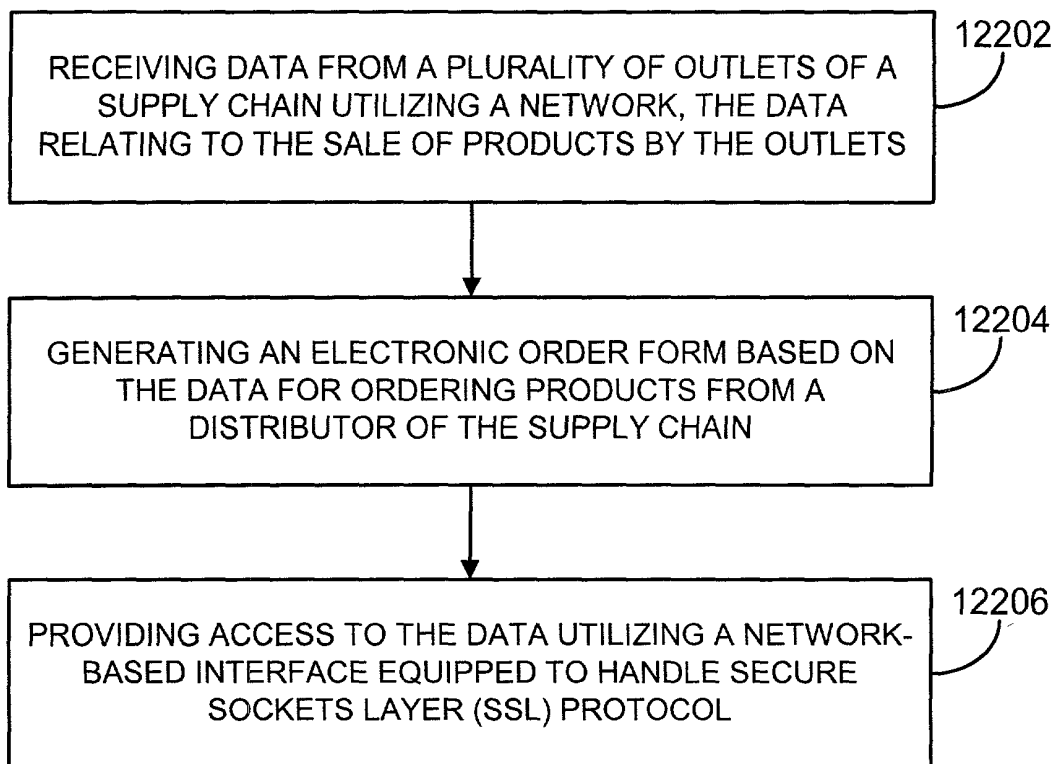 12202
RECEIVING DATA FROM A PLURALITY OF OUTLETS OF A
SUPPLY CHAIN UTILIZING A NETWORK, THE DATA
RELATING TO THE SALE OF PRODUCTS BY THE OUTLETS
12204
GENERATING AN ELECTRONIC ORDER FORM BASED ON
THE DATA FOR ORDERING PRODUCTS FROM A
DISTRIBUTOR OF THE SUPPLY CHAIN
12206
PROVIDING ACCESS TO THE DATA UTILIZING A NETWORK-
BASED INTERFACE EQUIPPED TO HANDLE SECURE
SOCKETS LAYER (SSL) PROTOCOL